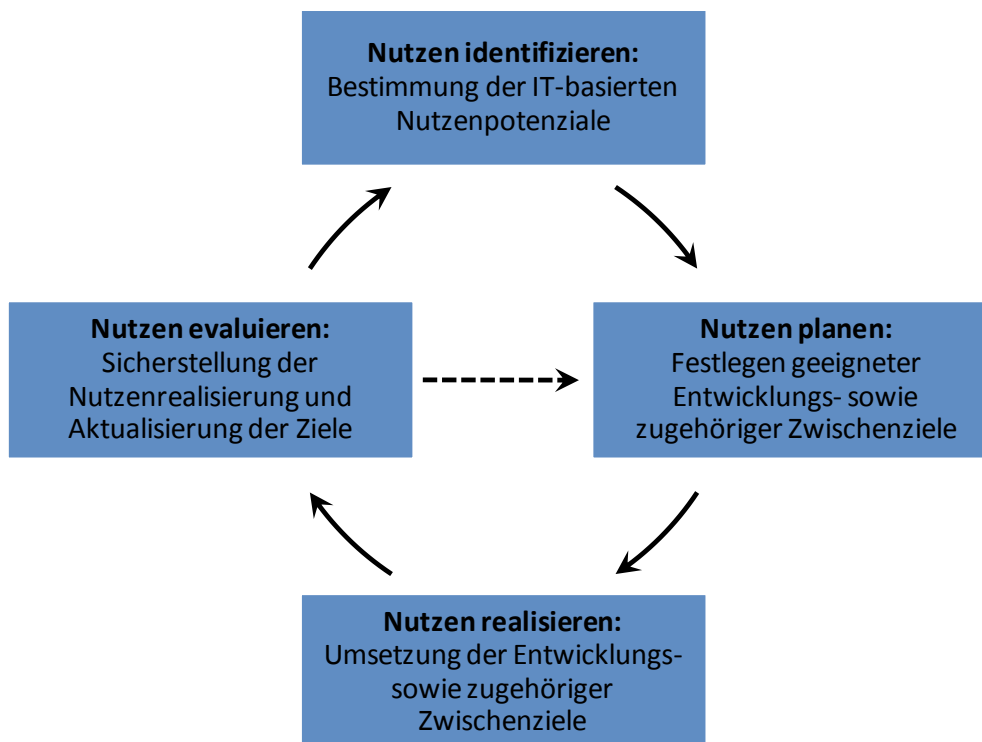 Nutzen identifizieren:
Bestimmung der IT-basierten
Nutzenpotenziale
Nutzen evaluieren:
Sicherstellung der
Nutzenrealisierung und
Aktualisierung der Ziele
Nutzen planen:
Festlegen geeigneter
Entwicklungs- sowie
zugehöriger Zwischenziele
Nutzen realisieren:
Umsetzung der Entwicklungs-
sowie zugehöriger
Zwischenziele